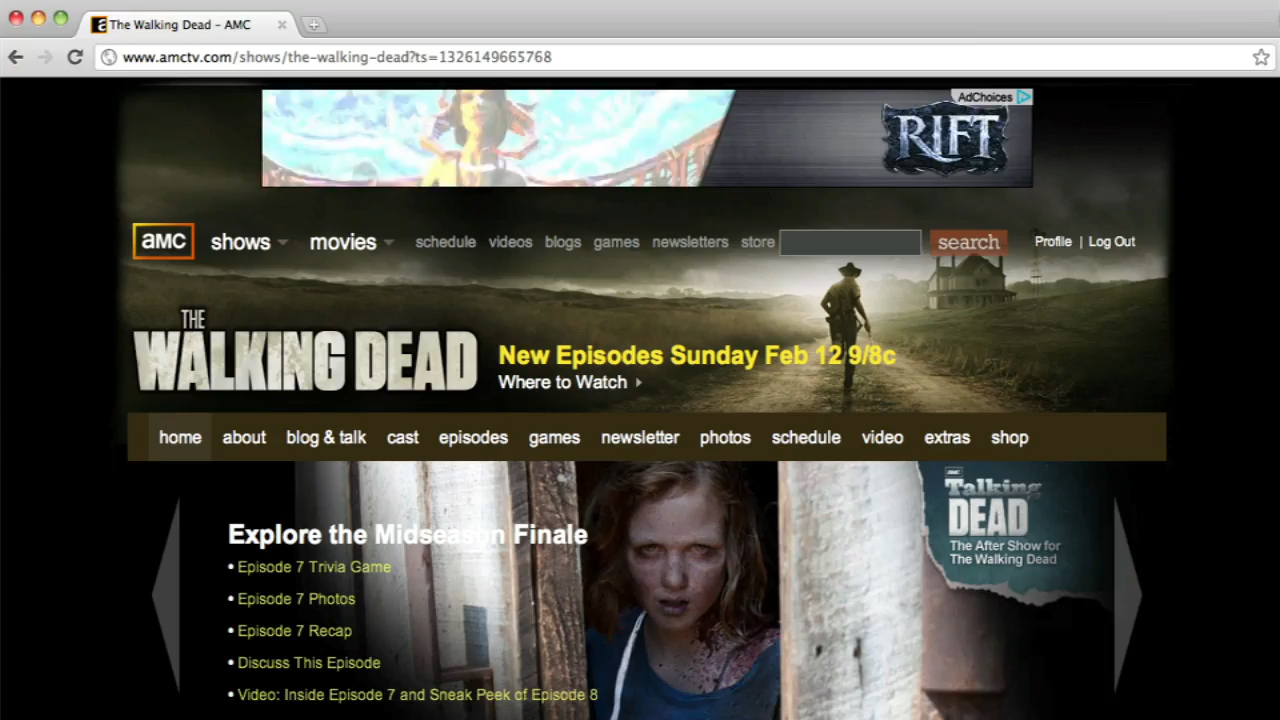 The Walking Dead - AMC
www.amctv.com/shows/the-walking-dead?ts=1326149665768
AdChoices
RIFT
aMC shows movies schedule videos blogs games newsletters store search Profile | Log Out
THE
WALKING DEAD
New Episodes Sunday Feb 12 9/8c
Where to Watch
home about blog & talk cast episodes games newsletter photos schedule video extras shop
aMC
Talking
DEAD
The After Show for
The Walking Dead
Explore the Midseason Finale
• Episode 7 Trivia Game
• Episode 7 Photos
• Episode 7 Recap
• Discuss This Episode
• Video: Inside Episode 7 and Sneak Peek of Episode 8